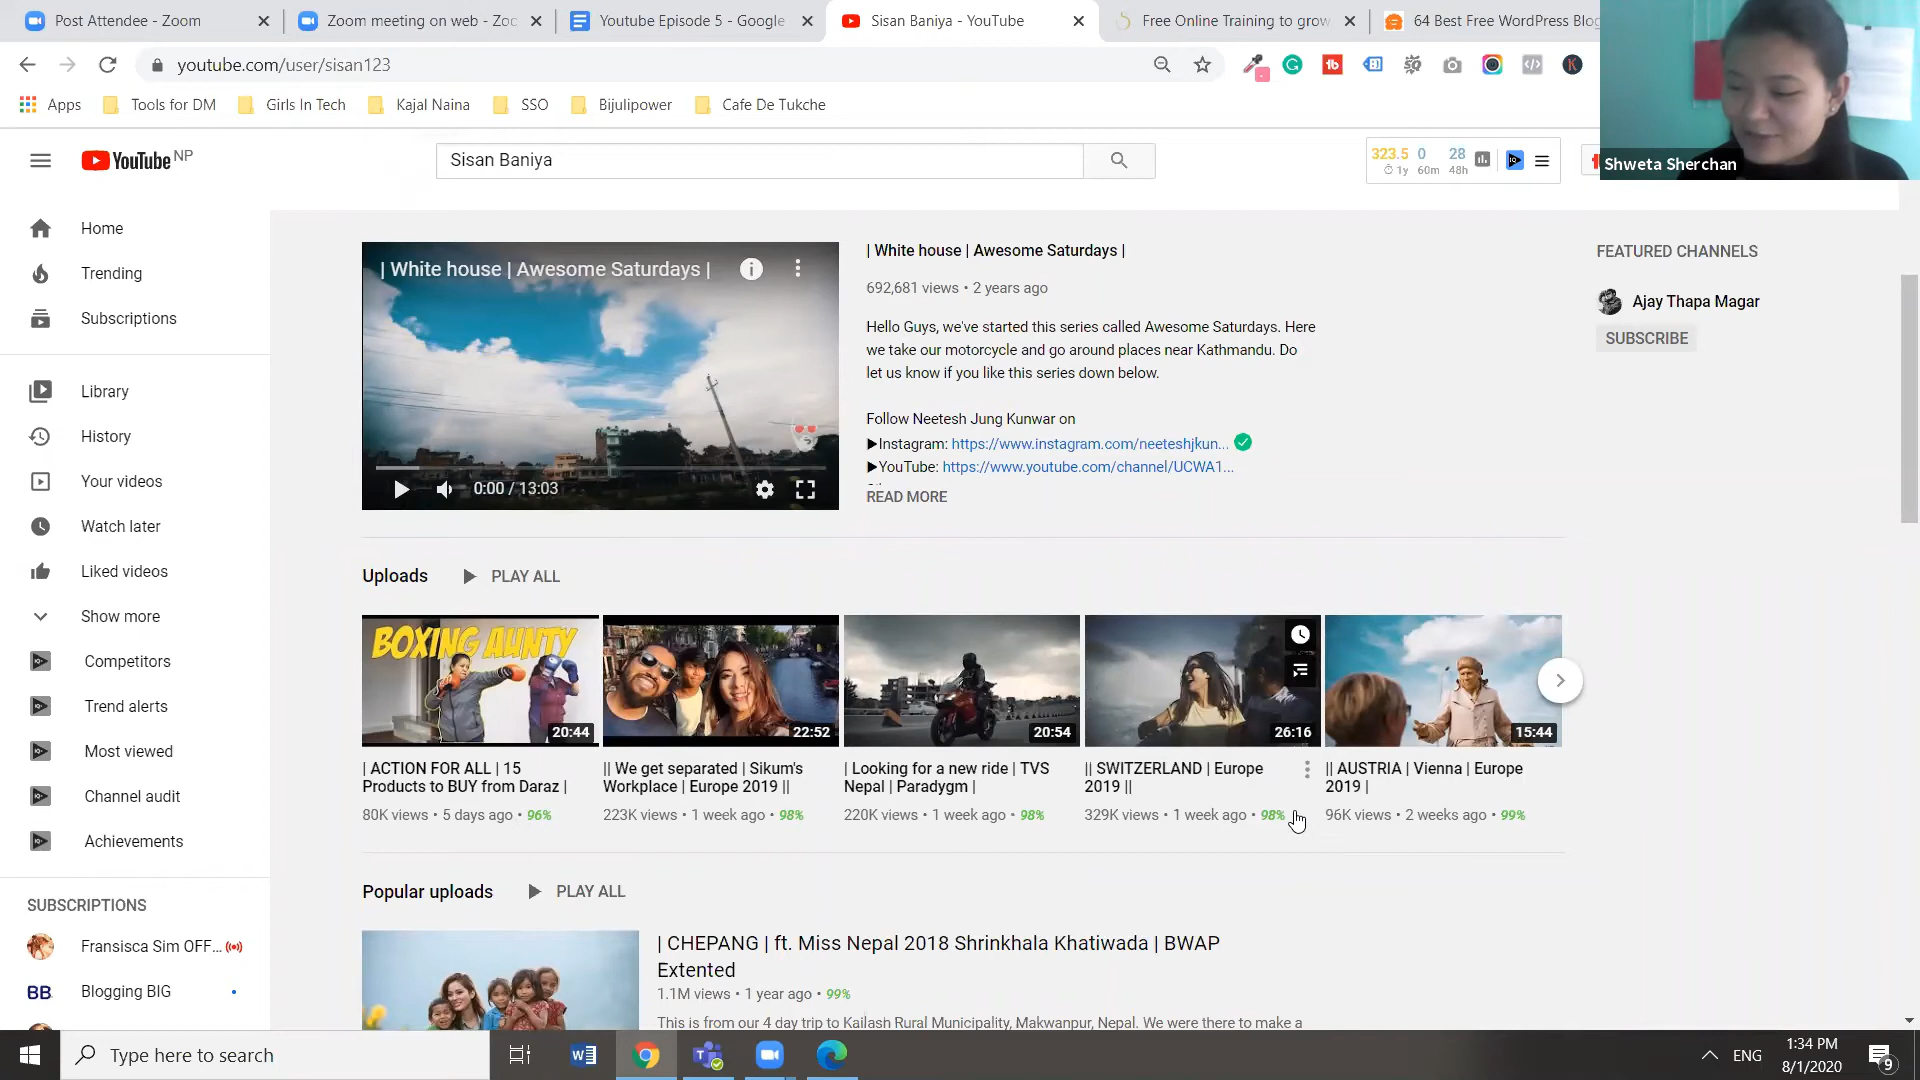 Post Attendee - Zoom
Zoom meeting on web - Zoo
Youtube Episode 5 - Google
Sisan Baniya - YouTube
Free Online Training to grow
64 Best Free WordPress Blog
youtube.com/user/sisan123
Apps
Tools for DM
Girls In Tech
Kajal Naina
SSO
Bijulipower
Cafe De Tukche
Shweta Sherchan
YouTube NP
Sisan Baniya
323.5 0 28
1y 60m 48h
Home
Trending
Subscriptions
Library
History
Your videos
Watch later
Liked videos
Show more
Competitors
Trend alerts
Most viewed
Channel audit
Achievements
SUBSCRIPTIONS
Fransisca Sim OFF...
BB Blogging BIG
| White house | Awesome Saturdays |
0:00 / 13:03
| White house | Awesome Saturdays |
692,681 views • 2 years ago
Hello Guys, we've started this series called Awesome Saturdays. Here
we take our motorcycle and go around places near Kathmandu. Do
let us know if you like this series down below.
Follow Neetesh Jung Kunwar on
▶Instagram: https://www.instagram.com/neeteshjkun...
▶YouTube: https://www.youtube.com/channel/UCWA1...
READ MORE
FEATURED CHANNELS
Ajay Thapa Magar
SUBSCRIBE
Uploads
PLAY ALL
BOXING AUNTY
20:44
22:52
20:54
26:16
15:44
| ACTION FOR ALL | 15
Products to BUY from Daraz |
80K views • 5 days ago • 96%
|| We get separated | Sikum's
Workplace | Europe 2019 ||
223K views • 1 week ago • 98%
| Looking for a new ride | TVS
Nepal | Paradygm |
220K views • 1 week ago • 98%
|| SWITZERLAND | Europe
2019 ||
329K views • 1 week ago • 98%
|| AUSTRIA | Vienna | Europe
2019 |
96K views • 2 weeks ago • 99%
Popular uploads
PLAY ALL
| CHEPANG | ft. Miss Nepal 2018 Shrinkhala Khatiwada | BWAP
Extented
1.1M views • 1 year ago • 99%
This is from our 4 day trip to Kailash Rural Municipality, Makwanpur, Nepal. We were there to make a
Type here to search
ENG
1:34 PM
8/1/2020
9